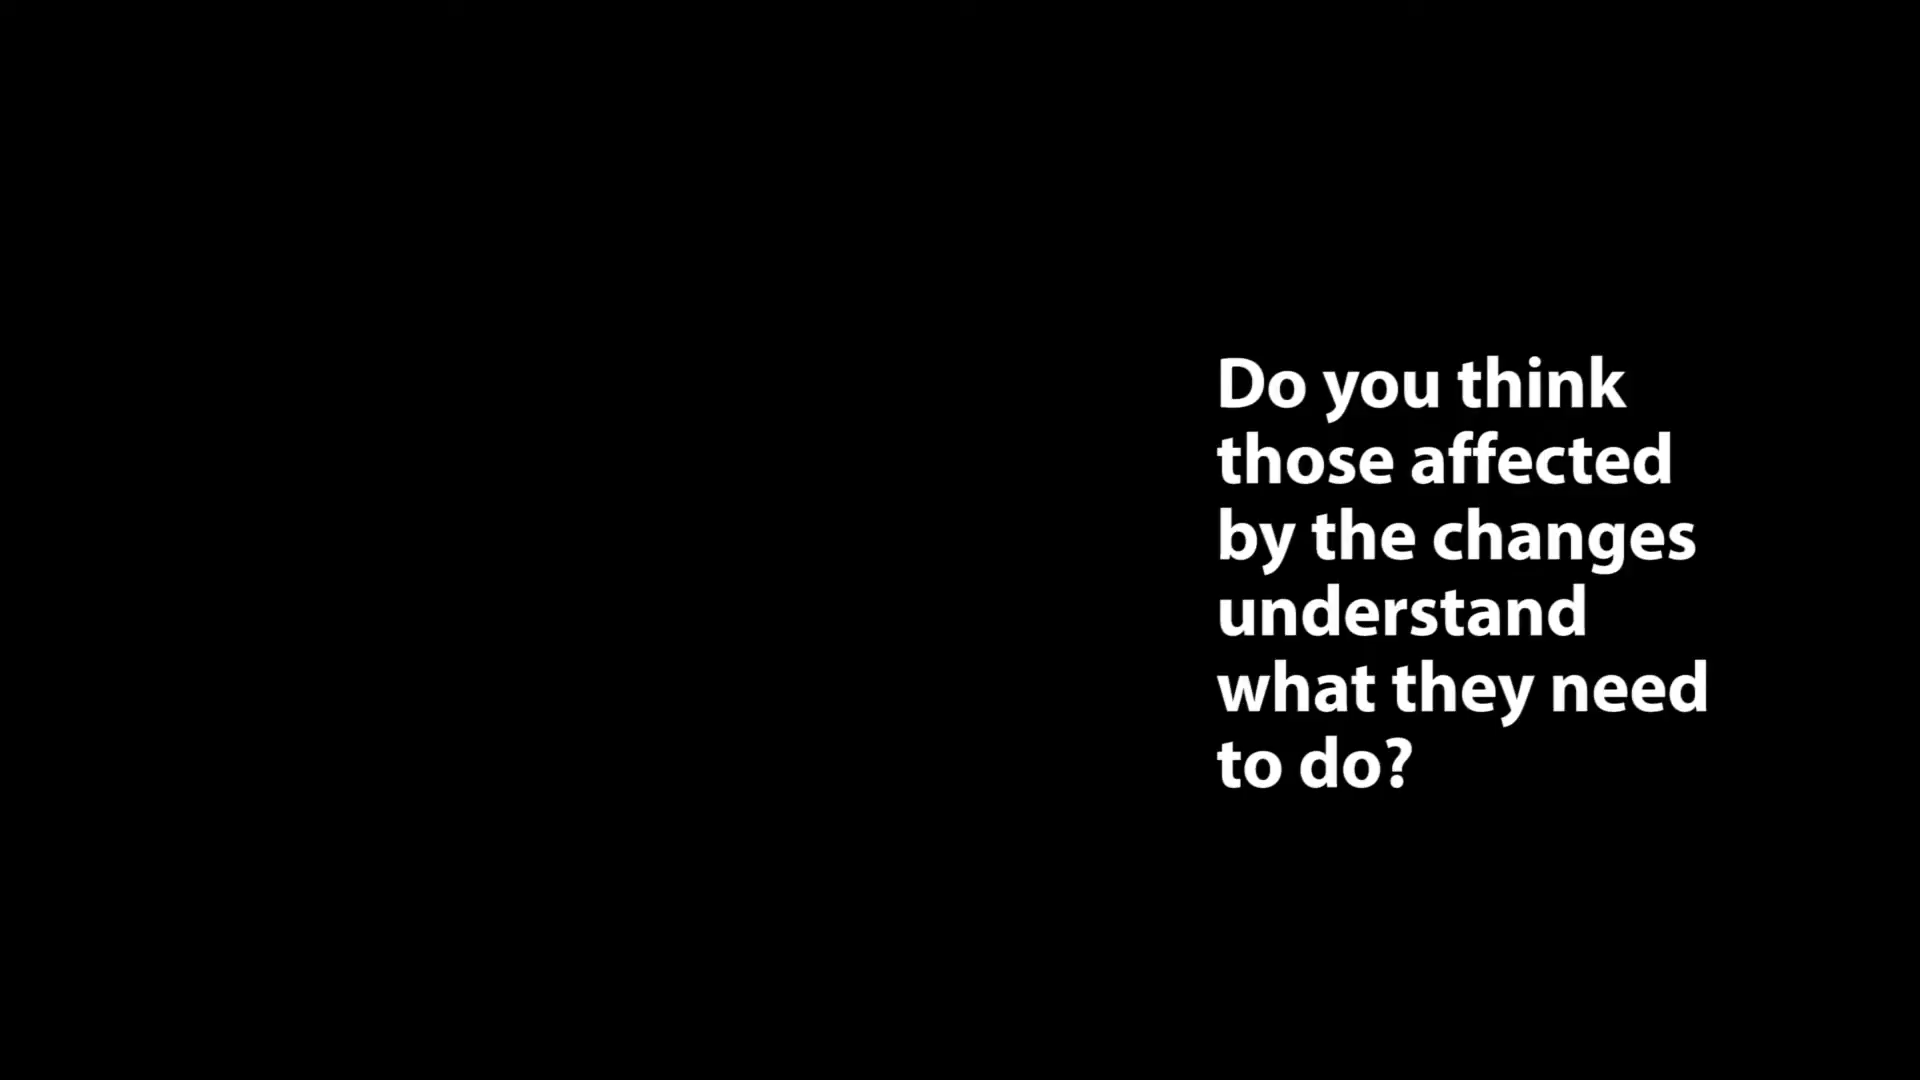 Do you think
those affected
by the changes
understand
what they need
to do?